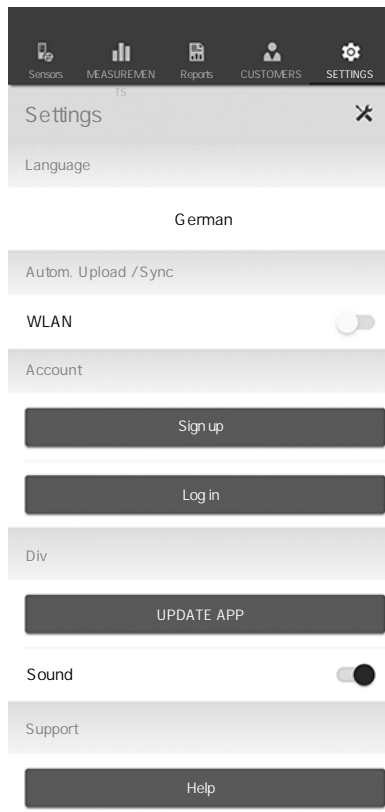 Sensors MEASUREMEN Reports CUSTOMERS SETTINGS
TS
Settings
Language
German
Autom. Upload / Sync
WLAN
Account
Sign up
Log in
Div
UPDATE APP
Sound
Support
Help